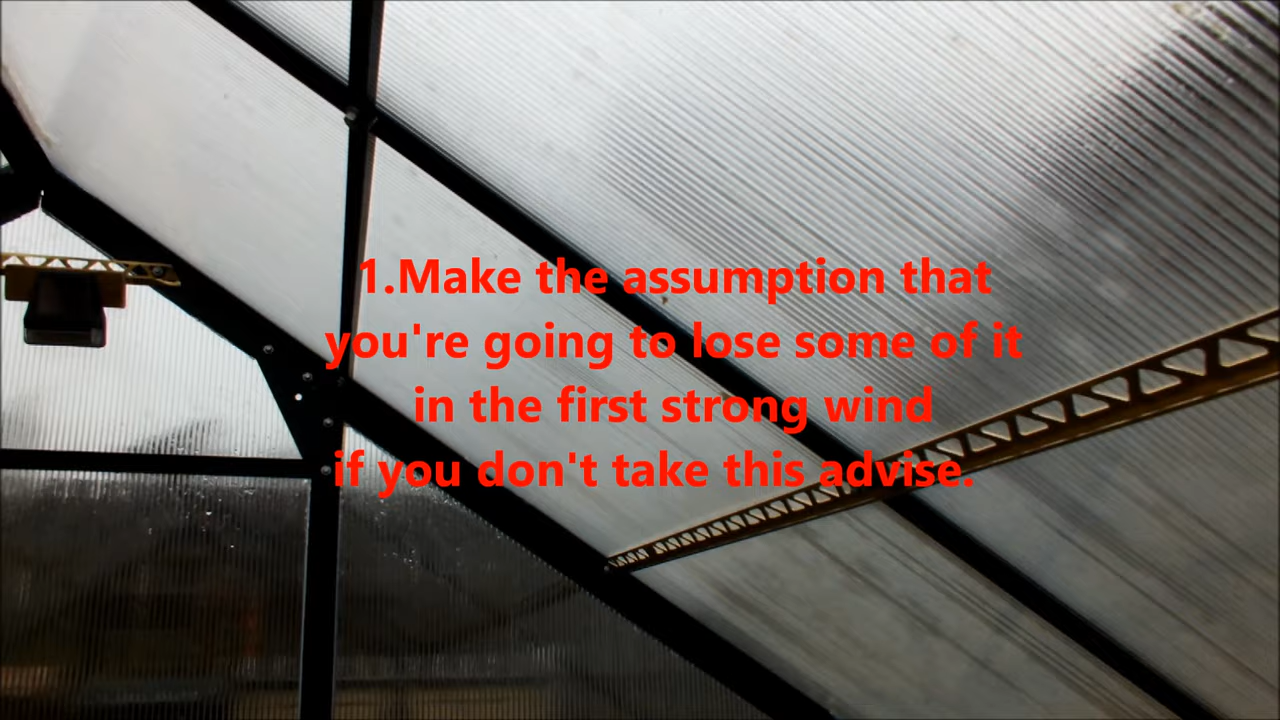 1.Make the assumption that
you're going to lose some of it
in the first strong wind
if you don't take this advise.